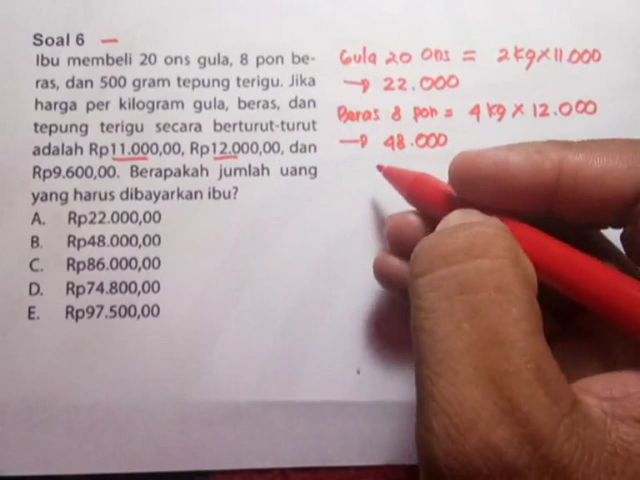 Soal 6 —
Ibu membeli 20 ons gula, 8 pon be-
ras, dan 500 gram tepung terigu. Jika
harga per kilogram gula, beras, dan
tepung terigu secara berturut-turut
adalah Rp11.000,00, Rp12.000,00, dan
Rp9.600,00. Berapakah jumlah uang
yang harus dibayarkan ibu?
A. Rp22.000,00
B. Rp48.000,00
C. Rp86.000,00
D. Rp74.800,00
E. Rp97.500,00
Gula 20 ons = 2kg×11.000
→ 22.000
Beras 8 pon = 4 kg × 12.000
→ 48.000